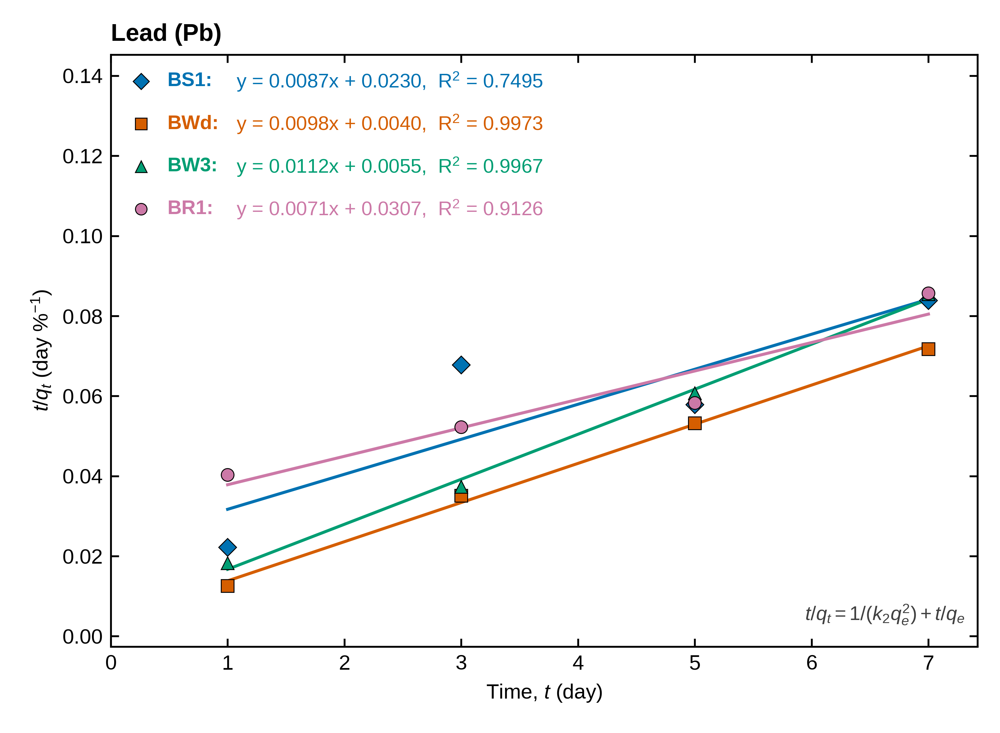 Lead (Pb)
BS1: y = 0.0087x + 0.0230, R² = 0.7495
BWd: y = 0.0098x + 0.0040, R² = 0.9973
BW3: y = 0.0112x + 0.0055, R² = 0.9967
BR1: y = 0.0071x + 0.0307, R² = 0.9126
0.14
0.12
0.10
0.08
0.06
0.04
0.02
0.00
t/qₜ (day %⁻¹)
t/qₜ = 1/(k₂qₑ²) + t/qₑ
0 1 2 3 4 5 6 7
Time, t (day)